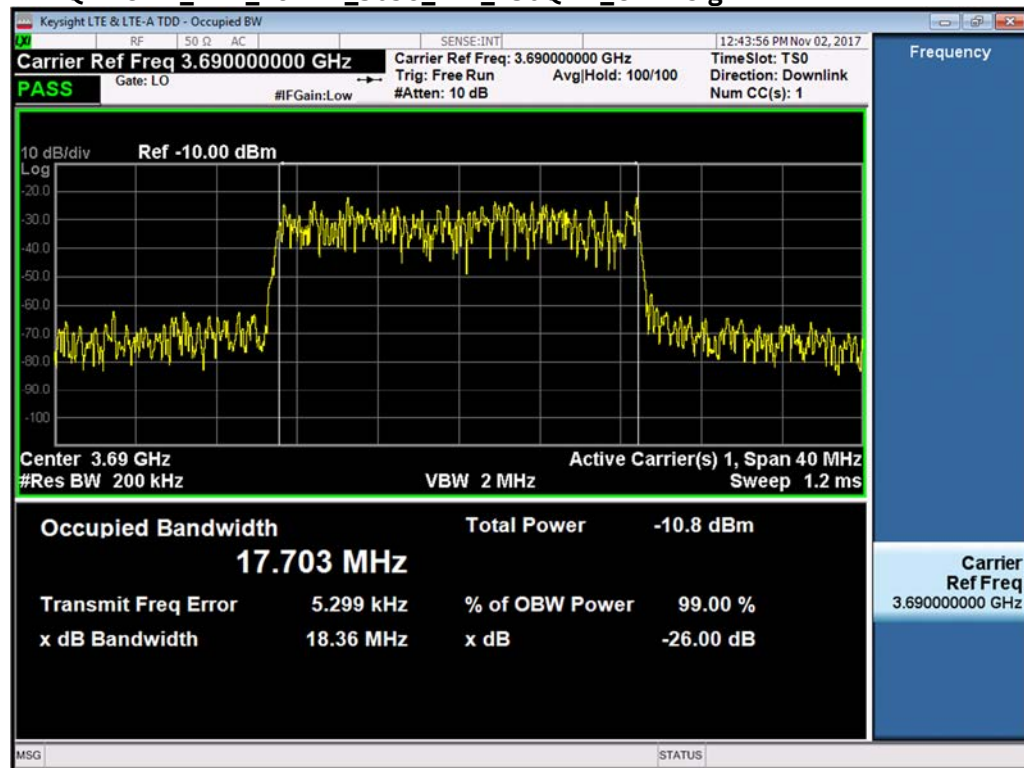 Keysight LTE & LTE-A TDD - Occupied BW
RF 50 Ω AC SENSE:INT 12:43:56 PM Nov 02, 2017
Carrier Ref Freq 3.690000000 GHz
Carrier Ref Freq: 3.690000000 GHz
TimeSlot: TS0
Frequency
PASS
Gate: LO
Trig: Free Run Avg|Hold: 100/100
Direction: Downlink
#IFGain:Low
#Atten: 10 dB
Num CC(s): 1
10 dB/div Ref -10.00 dBm
Log
-20.0
-30.0
-40.0
-50.0
-60.0
-70.0
-80.0
-90.0
-100
Center 3.69 GHz Active Carrier(s) 1, Span 40 MHz
#Res BW 200 kHz VBW 2 MHz Sweep 1.2 ms
Occupied Bandwidth Total Power -10.8 dBm
17.703 MHz
Transmit Freq Error 5.299 kHz % of OBW Power 99.00 %
x dB Bandwidth 18.36 MHz x dB -26.00 dB
Carrier
Ref Freq
3.690000000 GHz
MSG STATUS